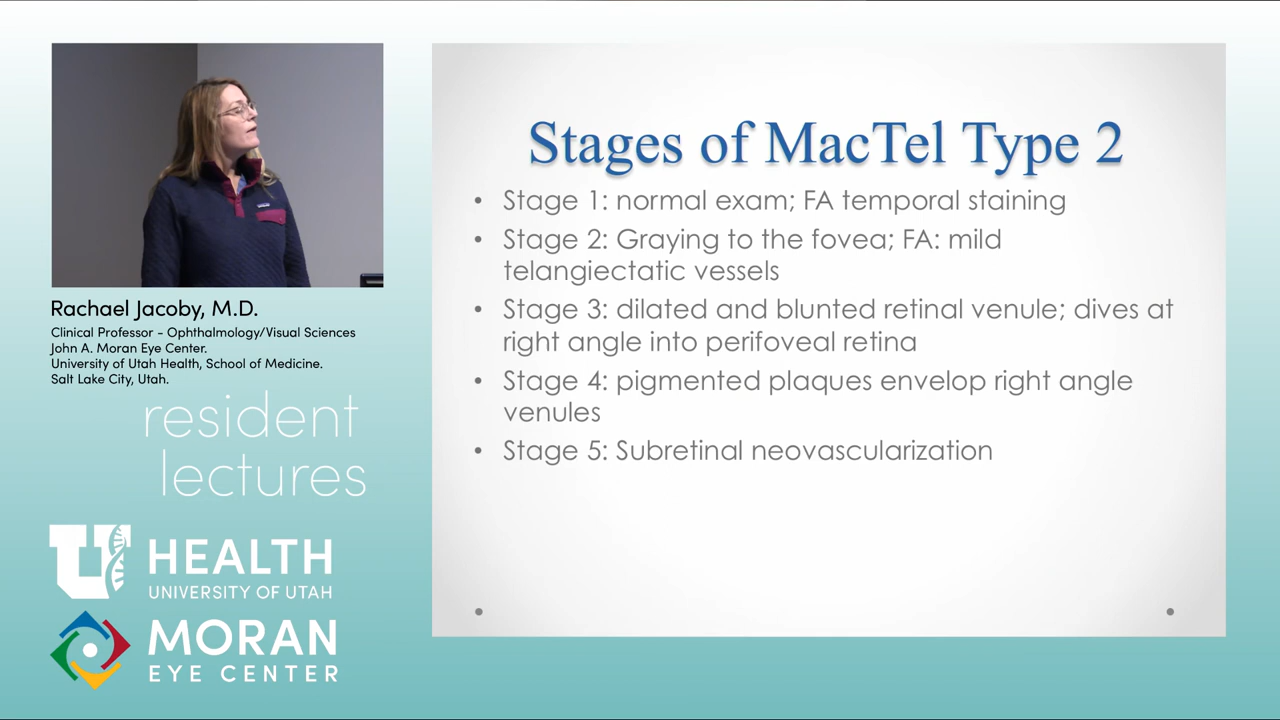 Stages of MacTel Type 2
• Stage 1: normal exam; FA temporal staining
• Stage 2: Graying to the fovea; FA: mild
telangiectatic vessels
• Stage 3: dilated and blunted retinal venule; dives at
right angle into perifoveal retina
• Stage 4: pigmented plaques envelop right angle
venules
• Stage 5: Subretinal neovascularization
Rachael Jacoby, M.D.
Clinical Professor - Ophthalmology/Visual Sciences
John A. Moran Eye Center.
University of Utah Health, School of Medicine.
Salt Lake City, Utah.
resident
lectures
U HEALTH
UNIVERSITY OF UTAH
MORAN
EYE CENTER